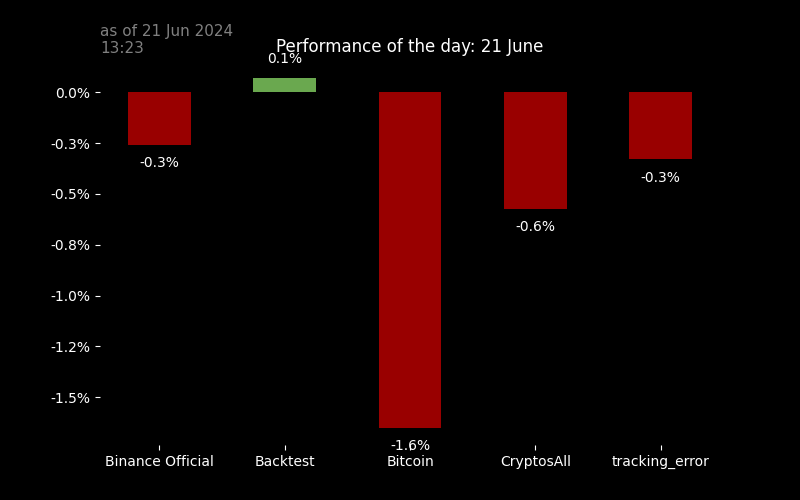 as of 21 Jun 2024
13:23
Performance of the day: 21 June
0.1%
0.0%
-0.3%
-0.3%
-0.3%
-0.5%
-0.6%
-0.8%
-1.0%
-1.2%
-1.5%
-1.6%
Binance Official
Backtest
Bitcoin
CryptosAll
tracking_error